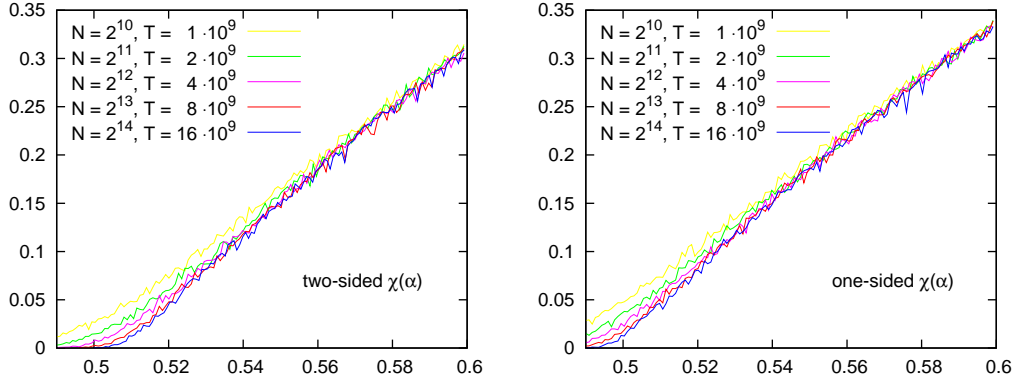 0.35
0.3
0.25
0.2
0.15
0.1
0.05
0
0.5 0.52 0.54 0.56 0.58 0.6
N = 2^10, T = 1 ·10^9
N = 2^11, T = 2 ·10^9
N = 2^12, T = 4 ·10^9
N = 2^13, T = 8 ·10^9
N = 2^14, T = 16 ·10^9
two-sided χ(α)
0.35
0.3
0.25
0.2
0.15
0.1
0.05
0
0.5 0.52 0.54 0.56 0.58 0.6
N = 2^10, T = 1 ·10^9
N = 2^11, T = 2 ·10^9
N = 2^12, T = 4 ·10^9
N = 2^13, T = 8 ·10^9
N = 2^14, T = 16 ·10^9
one-sided χ(α)